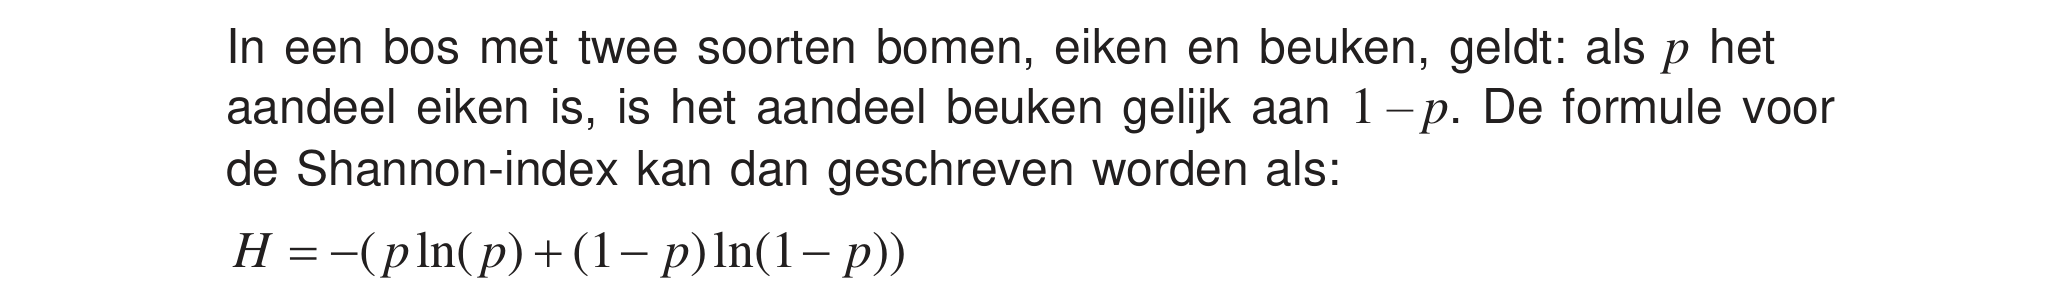 In een bos met twee soorten bomen, eiken en beuken, geldt: als p het
aandeel eiken is, is het aandeel beuken gelijk aan 1 − p. De formule voor
de Shannon-index kan dan geschreven worden als:
H = −( p ln( p) + (1 − p) ln(1 − p))